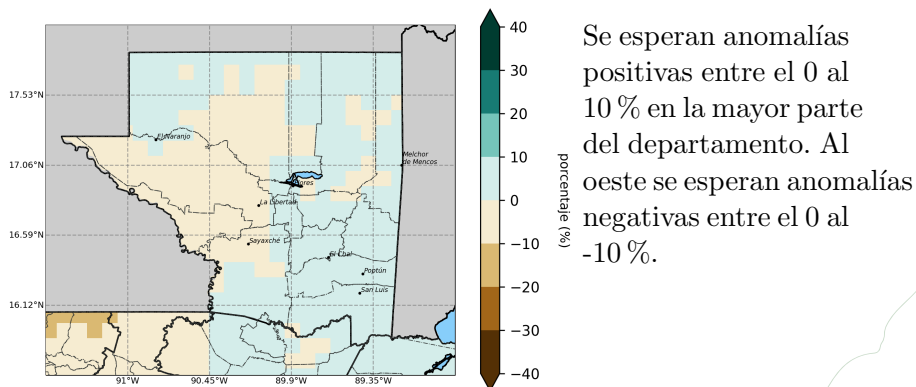 40
30
20
10
0
−10
−20
−30
−40
porcentaje (%)
17.53°N
17.06°N
16.59°N
16.12°N
91°W
90.45°W
89.9°W
89.35°W
El Naranjo
Melchor
de Mencos
Flores
La Libertad
Sayaxché
El Chal
Poptún
San Luis
Se esperan anomalías
positivas entre el 0 al
10 % en la mayor parte
del departamento. Al
oeste se esperan anomalías
negativas entre el 0 al
-10 %.